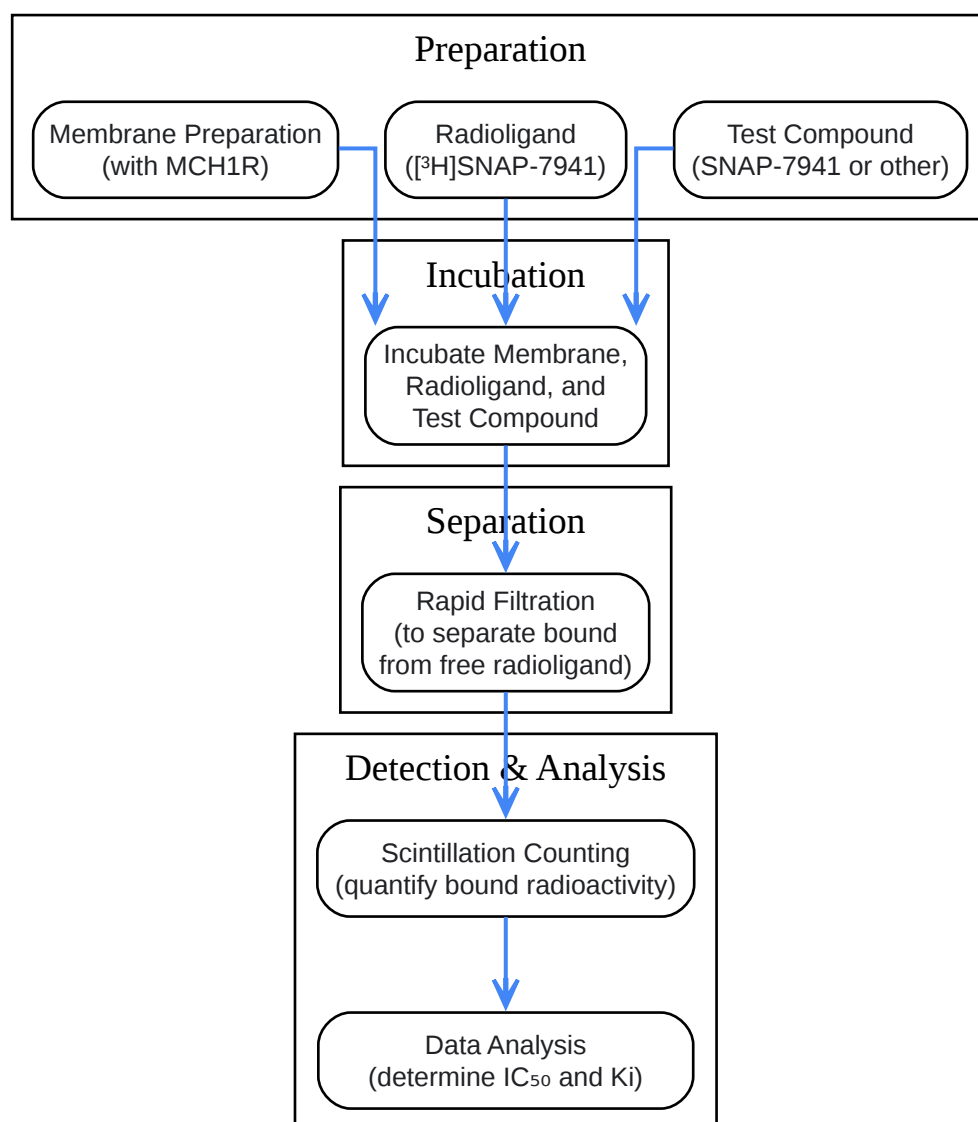 Preparation
Membrane Preparation
(with MCH1R)
Radioligand
([³H]SNAP-7941)
Test Compound
(SNAP-7941 or other)
Incubation
Incubate Membrane,
Radioligand, and
Test Compound
Separation
Rapid Filtration
(to separate bound
from free radioligand)
Detection & Analysis
Scintillation Counting
(quantify bound radioactivity)
Data Analysis
(determine IC₅₀ and Ki)